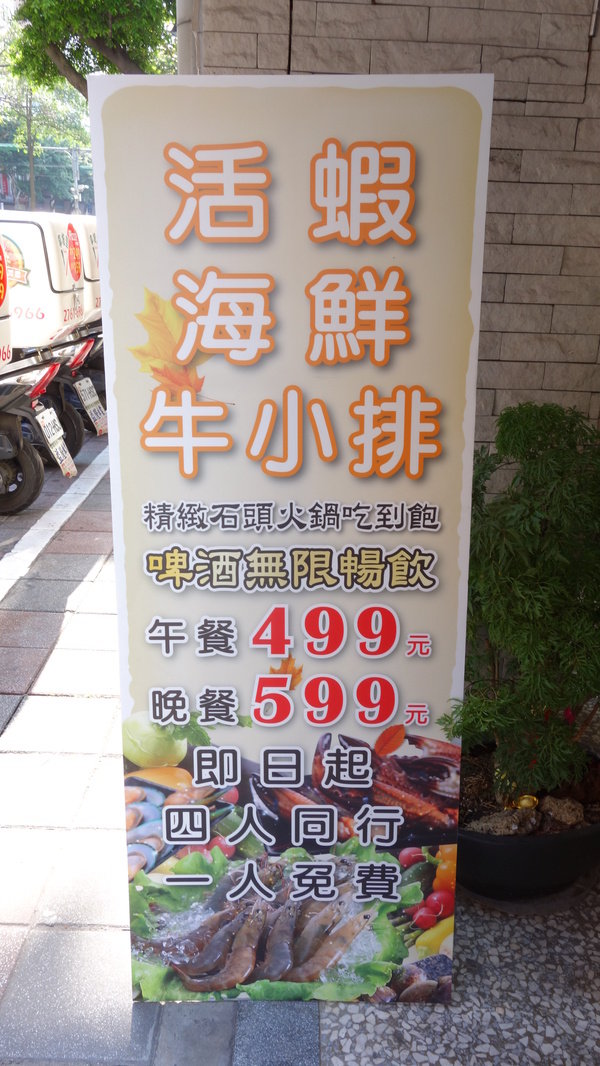 活蝦
海鮮
牛小排
精緻石頭火鍋吃到飽
啤酒無限暢飲
午餐499元
晚餐599元
即日起
四人同行
一人免費